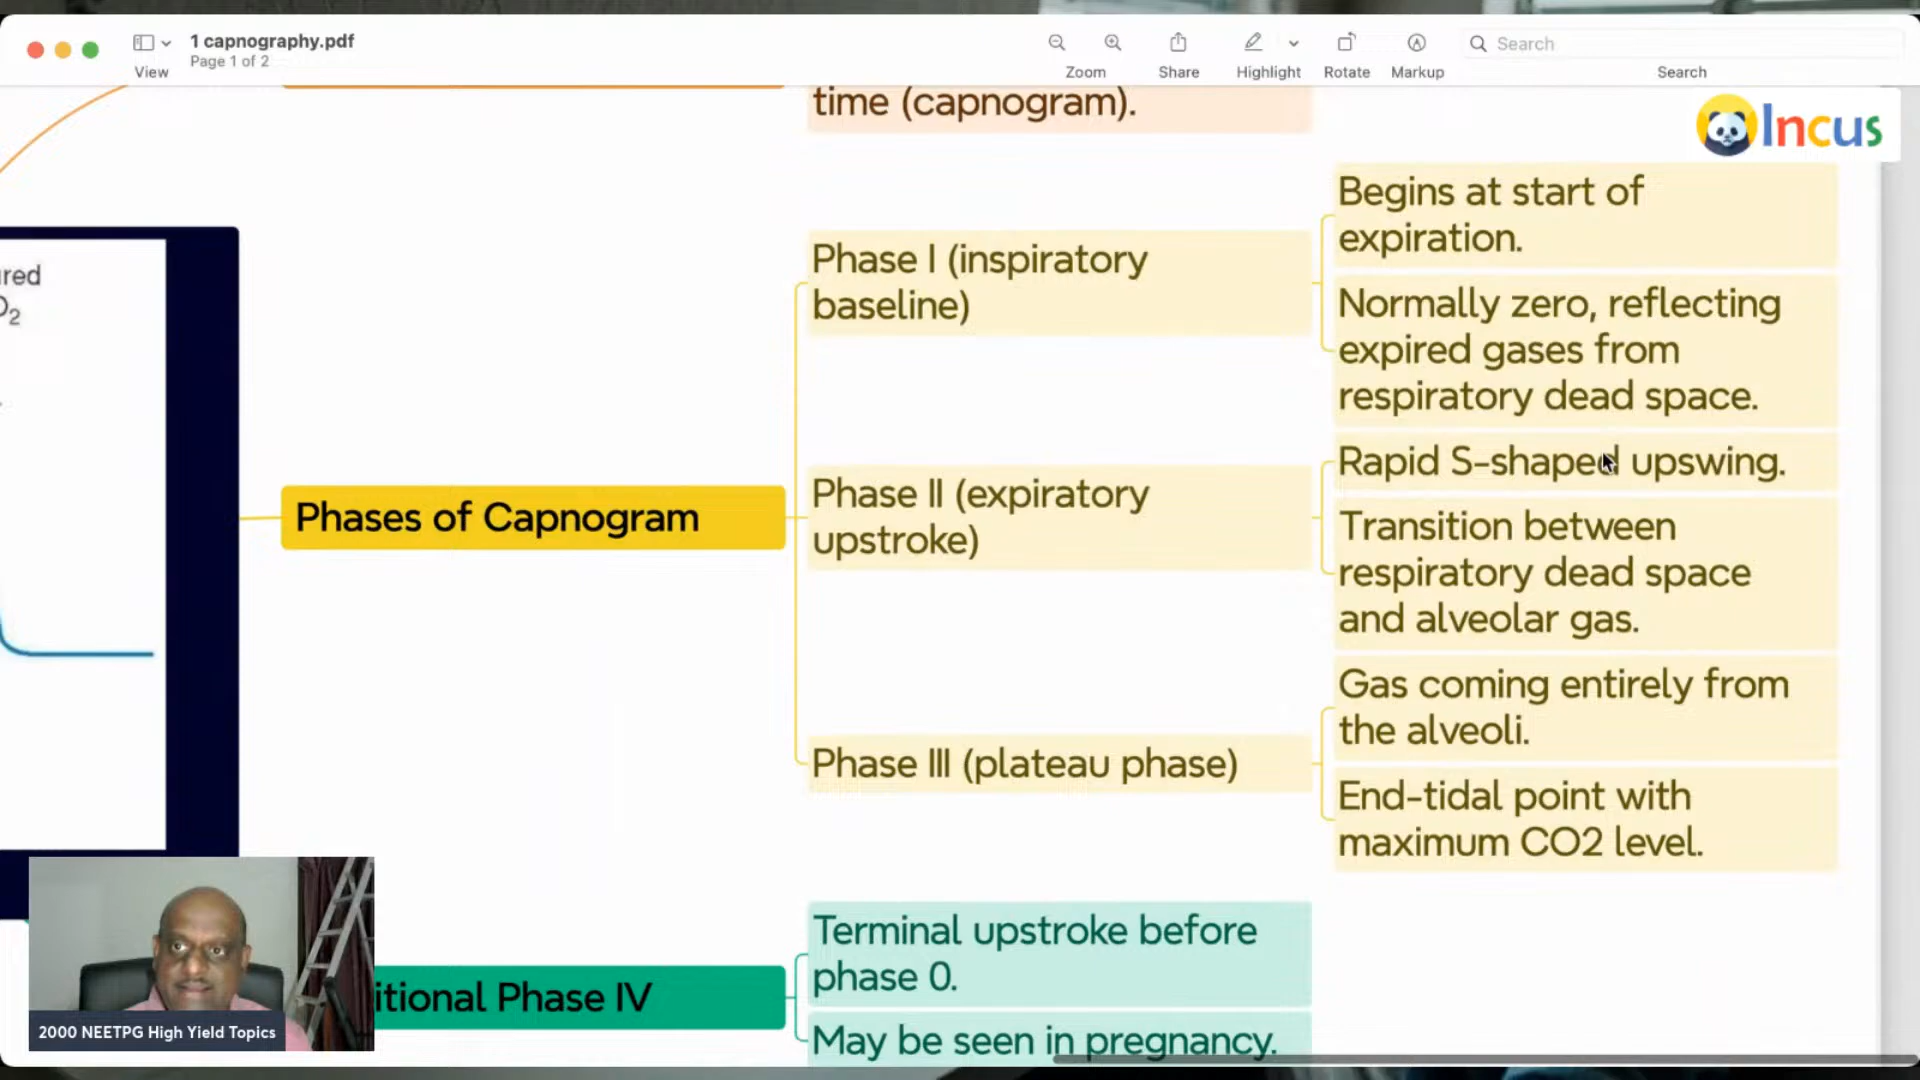 1 capnography.pdf
Page 1 of 2
View
Zoom
Share
Highlight
Rotate
Markup
Search
Search
Incus
time (capnogram).
Phases of Capnogram
Phase I (inspiratory
baseline)
Begins at start of
expiration.
Normally zero, reflecting
expired gases from
respiratory dead space.
Phase II (expiratory
upstroke)
Rapid S-shaped upswing.
Transition between
respiratory dead space
and alveolar gas.
Phase III (plateau phase)
Gas coming entirely from
the alveoli.
End-tidal point with
maximum CO2 level.
itional Phase IV
Terminal upstroke before
phase 0.
May be seen in pregnancy.
2000 NEETPG High Yield Topics